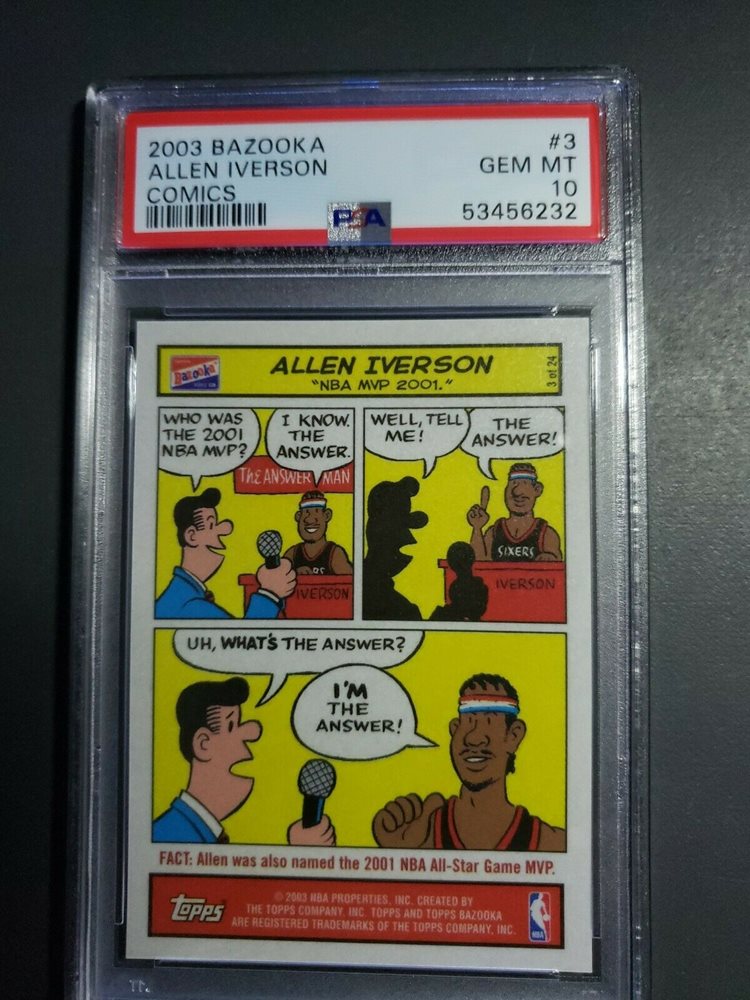 2003 BAZOOKA #3
ALLEN IVERSON GEM MT
COMICS 10
PSA 53456232
Bazooka
ALLEN IVERSON
"NBA MVP 2001."
3 of 24
WHO WAS
THE 2001
NBA MVP?
I KNOW.
THE
ANSWER.
ThE ANSWER MAN
IVERSON
WELL, TELL
ME!
THE
ANSWER!
SIXERS
IVERSON
UH, WHAT'S THE ANSWER?
I'M
THE
ANSWER!
FACT: Allen was also named the 2001 NBA All-Star Game MVP.
Topps
© 2003 NBA PROPERTIES, INC. CREATED BY
THE TOPPS COMPANY, INC. TOPPS AND TOPPS BAZOOKA
ARE REGISTERED TRADEMARKS OF THE TOPPS COMPANY, INC.
NBA